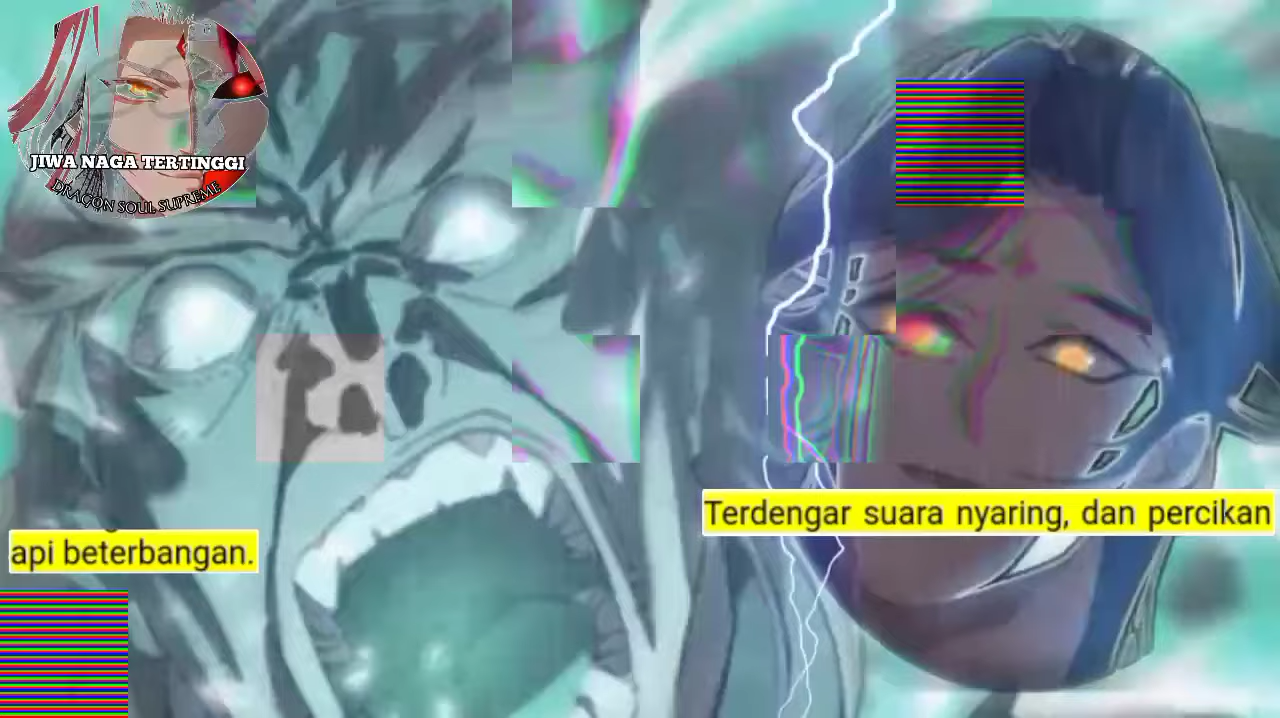 JIWA NAGA TERTINGGI
DRAGON SOUL SUPREME
Terdengar suara nyaring, dan percikan
api beterbangan.